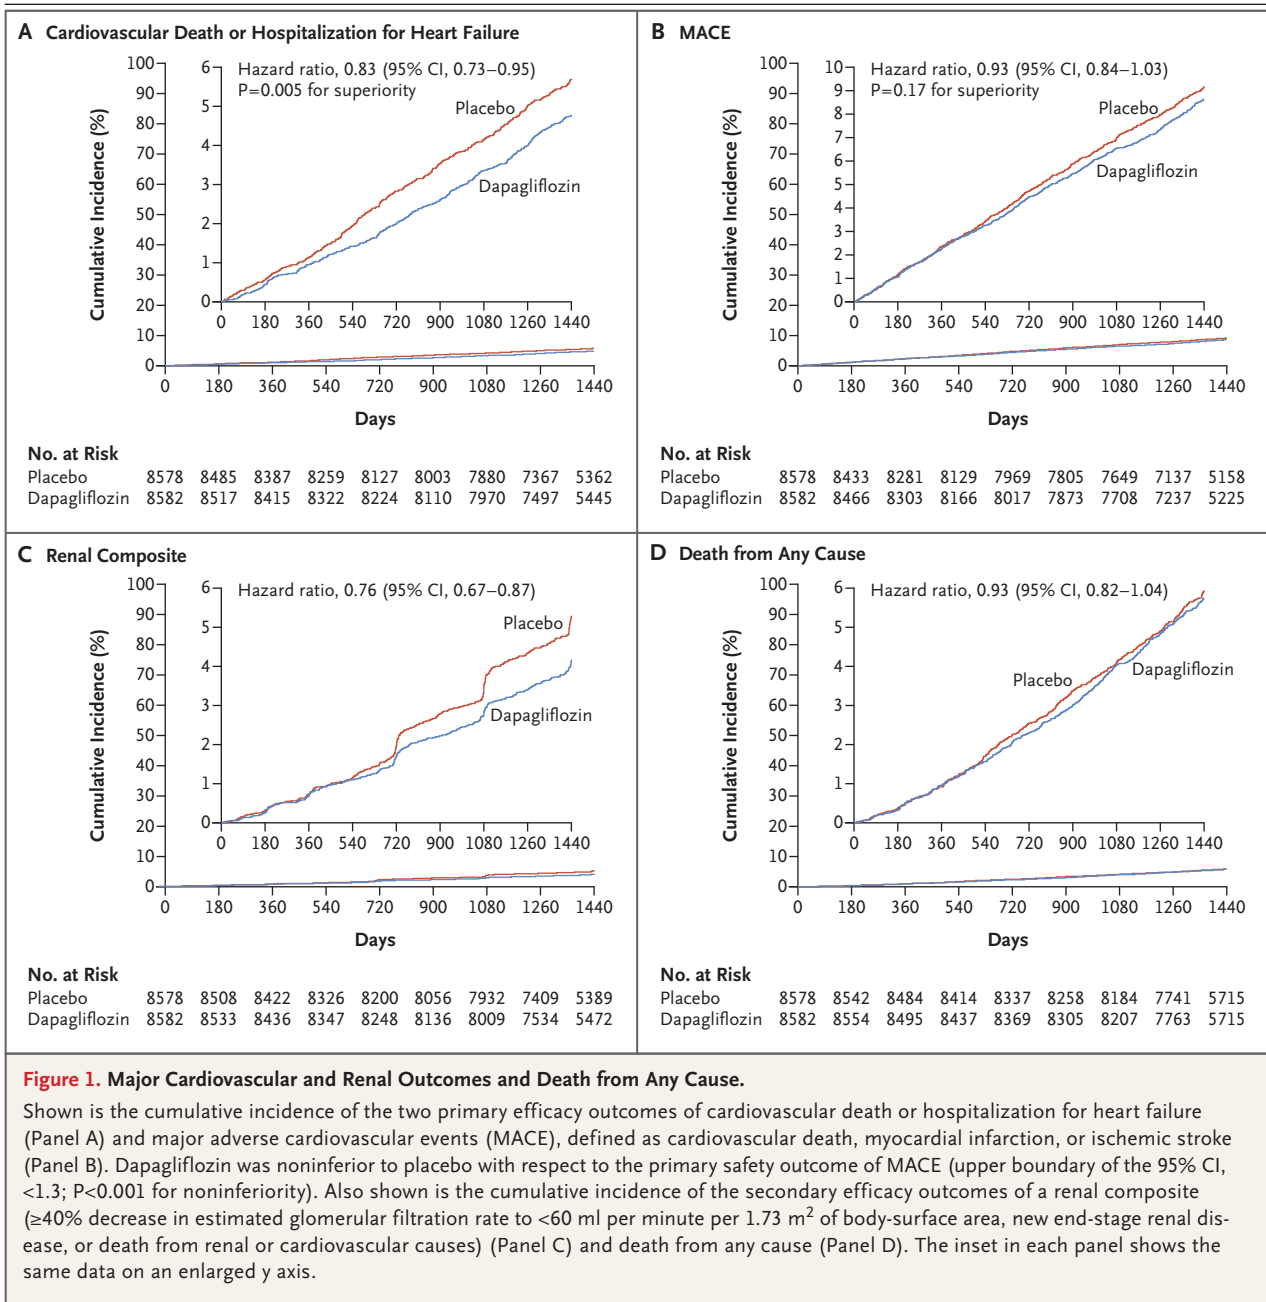 A Cardiovascular Death or Hospitalization for Heart Failure
Cumulative Incidence (%)
100
90
80
70
60
50
40
30
20
10
0
6
5
4
3
2
1
0
Hazard ratio, 0.83 (95% CI, 0.73–0.95)
P=0.005 for superiority
Placebo
Dapagliflozin
0 180 360 540 720 900 1080 1260 1440
0 180 360 540 720 900 1080 1260 1440
Days
No. at Risk
Placebo 8578 8485 8387 8259 8127 8003 7880 7367 5362
Dapagliflozin 8582 8517 8415 8322 8224 8110 7970 7497 5445
B MACE
Cumulative Incidence (%)
100
90
80
70
60
50
40
30
20
10
0
10
9
8
7
6
5
4
3
2
1
0
Hazard ratio, 0.93 (95% CI, 0.84–1.03)
P=0.17 for superiority
Placebo
Dapagliflozin
0 180 360 540 720 900 1080 1260 1440
0 180 360 540 720 900 1080 1260 1440
Days
No. at Risk
Placebo 8578 8433 8281 8129 7969 7805 7649 7137 5158
Dapagliflozin 8582 8466 8303 8166 8017 7873 7708 7237 5225
C Renal Composite
Cumulative Incidence (%)
100
90
80
70
60
50
40
30
20
10
0
6
5
4
3
2
1
0
Hazard ratio, 0.76 (95% CI, 0.67–0.87)
Placebo
Dapagliflozin
0 180 360 540 720 900 1080 1260 1440
0 180 360 540 720 900 1080 1260 1440
Days
No. at Risk
Placebo 8578 8508 8422 8326 8200 8056 7932 7409 5389
Dapagliflozin 8582 8533 8436 8347 8248 8136 8009 7534 5472
D Death from Any Cause
Cumulative Incidence (%)
100
90
80
70
60
50
40
30
20
10
0
6
5
4
3
2
1
0
Hazard ratio, 0.93 (95% CI, 0.82–1.04)
Placebo
Dapagliflozin
0 180 360 540 720 900 1080 1260 1440
0 180 360 540 720 900 1080 1260 1440
Days
No. at Risk
Placebo 8578 8542 8484 8414 8337 8258 8184 7741 5715
Dapagliflozin 8582 8554 8495 8437 8369 8305 8207 7763 5715
Figure 1. Major Cardiovascular and Renal Outcomes and Death from Any Cause.
Shown is the cumulative incidence of the two primary efficacy outcomes of cardiovascular death or hospitalization for heart failure
(Panel A) and major adverse cardiovascular events (MACE), defined as cardiovascular death, myocardial infarction, or ischemic stroke
(Panel B). Dapagliflozin was noninferior to placebo with respect to the primary safety outcome of MACE (upper boundary of the 95% CI,
<1.3; P<0.001 for noninferiority). Also shown is the cumulative incidence of the secondary efficacy outcomes of a renal composite
(≥40% decrease in estimated glomerular filtration rate to <60 ml per minute per 1.73 m² of body-surface area, new end-stage renal dis-
ease, or death from renal or cardiovascular causes) (Panel C) and death from any cause (Panel D). The inset in each panel shows the
same data on an enlarged y axis.